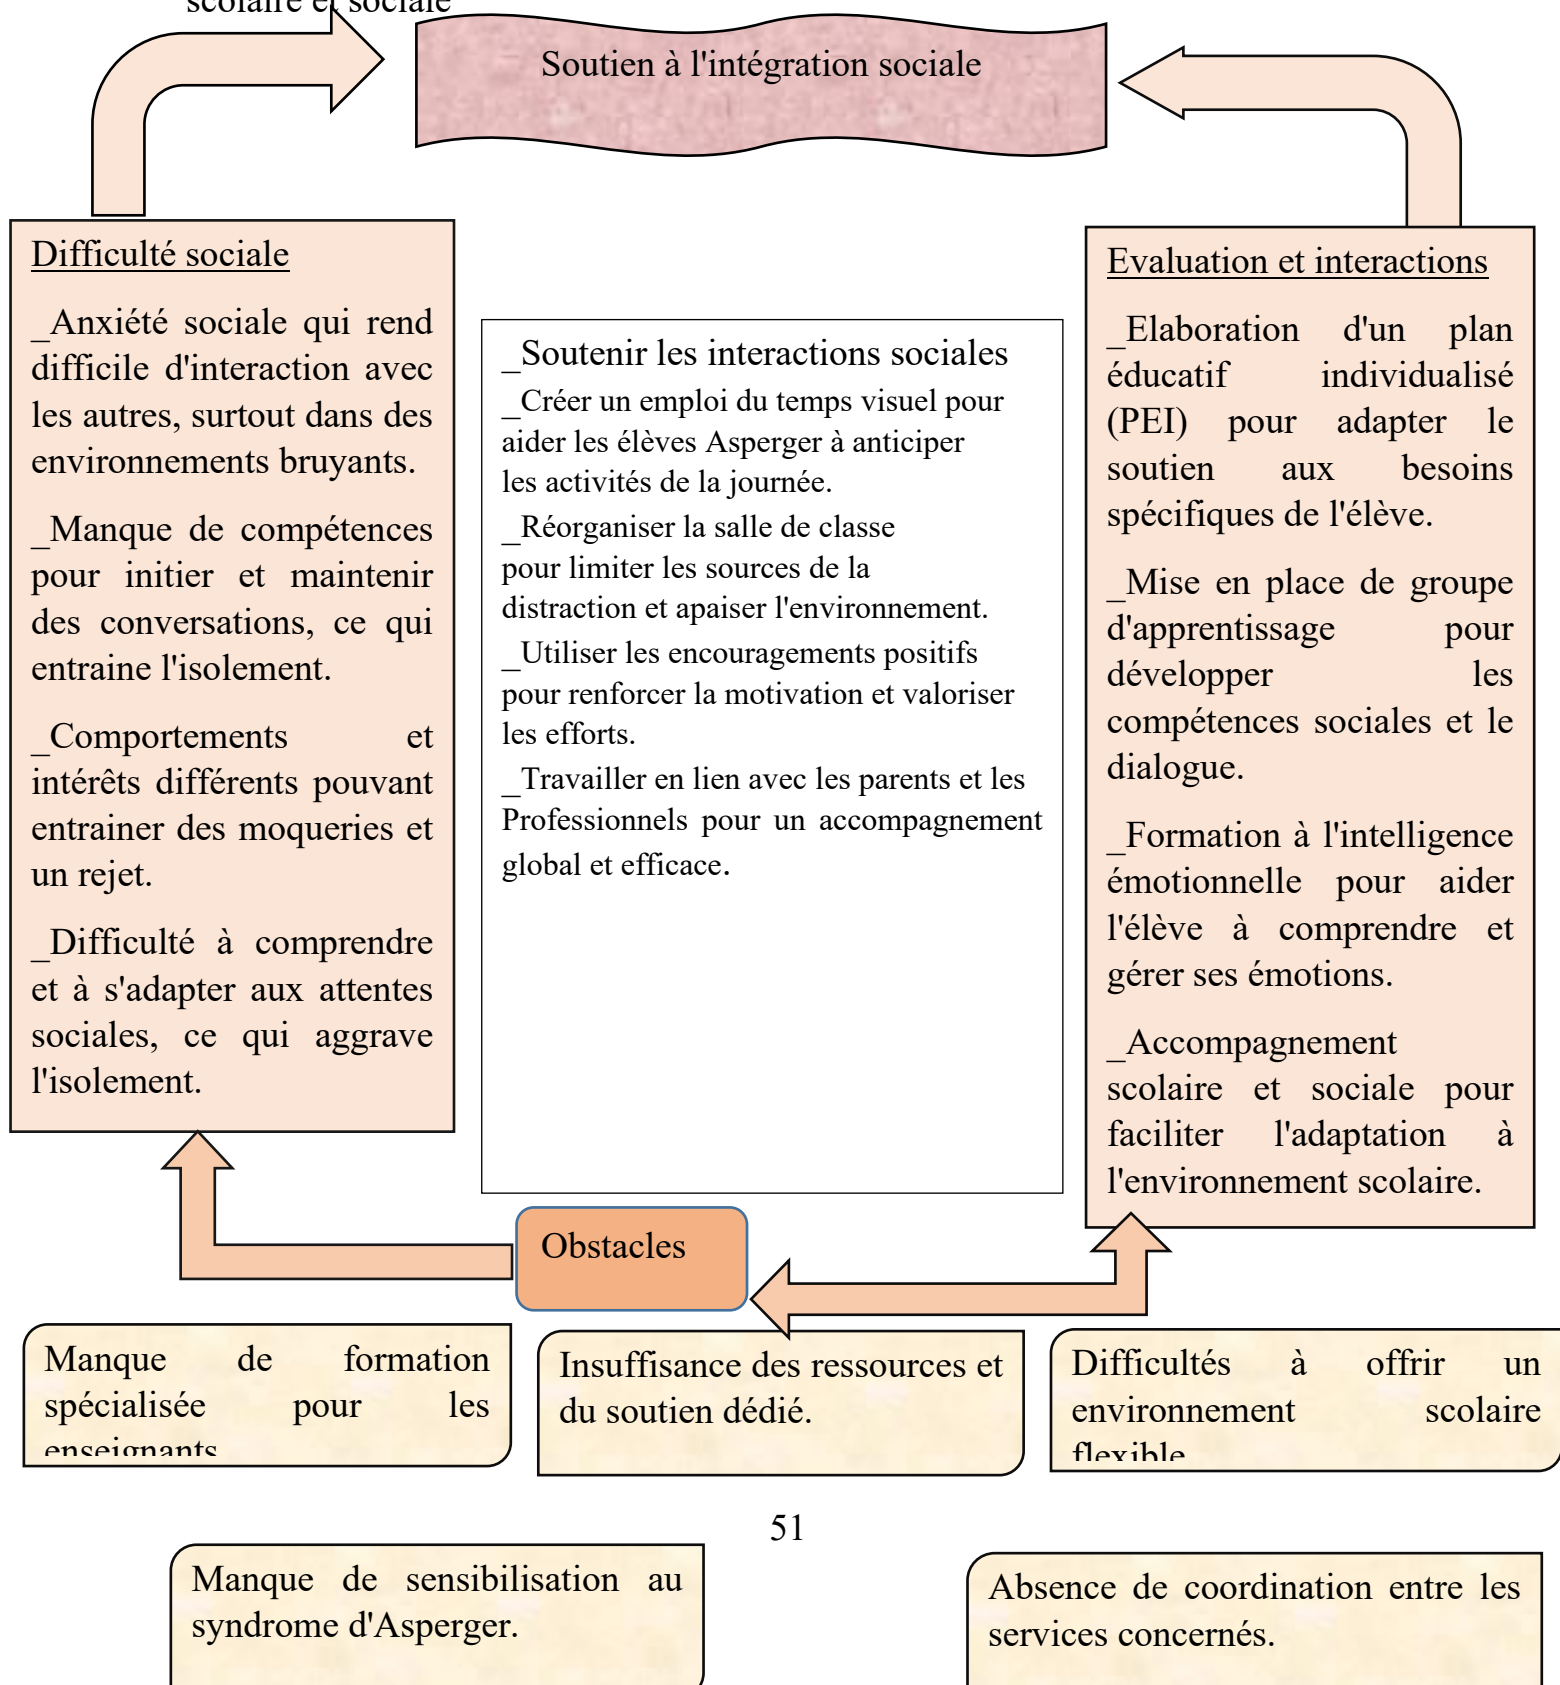 scolaire et sociale
Soutien à l'intégration sociale
Difficulté sociale
_Anxiété sociale qui rend
difficile d'interaction avec
les autres, surtout dans des
environnements bruyants.
_Manque de compétences
pour initier et maintenir
des conversations, ce qui
entraine l'isolement.
_Comportements et
intérêts différents pouvant
entrainer des moqueries et
un rejet.
_Difficulté à comprendre
et à s'adapter aux attentes
sociales, ce qui aggrave
l'isolement.
_Soutenir les interactions sociales
_Créer un emploi du temps visuel pour
aider les élèves Asperger à anticiper
les activités de la journée.
_Réorganiser la salle de classe
pour limiter les sources de la
distraction et apaiser l'environnement.
_Utiliser les encouragements positifs
pour renforcer la motivation et valoriser
les efforts.
_Travailler en lien avec les parents et les
Professionnels pour un accompagnement
global et efficace.
Evaluation et interactions
_Elaboration d'un plan
éducatif individualisé
(PEI) pour adapter le
soutien aux besoins
spécifiques de l'élève.
_Mise en place de groupe
d'apprentissage pour
développer les
compétences sociales et le
dialogue.
_Formation à l'intelligence
émotionnelle pour aider
l'élève à comprendre et
gérer ses émotions.
_Accompagnement
scolaire et sociale pour
faciliter l'adaptation à
l'environnement scolaire.
Obstacles
Manque de formation
spécialisée pour les
enseignants
Insuffisance des ressources et
du soutien dédié.
Difficultés à offrir un
environnement scolaire
flexible
51
Manque de sensibilisation au
syndrome d'Asperger.
Absence de coordination entre les
services concernés.